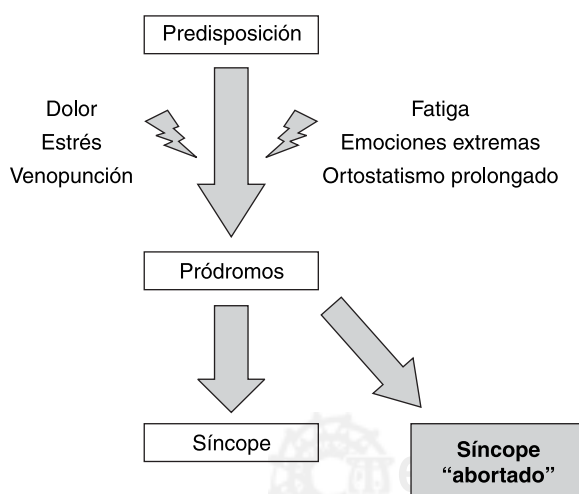 Predisposición
Dolor
Estrés
Venopunción
Fatiga
Emociones extremas
Ortostatismo prolongado
Pródromos
Síncope
Síncope
“abortado”